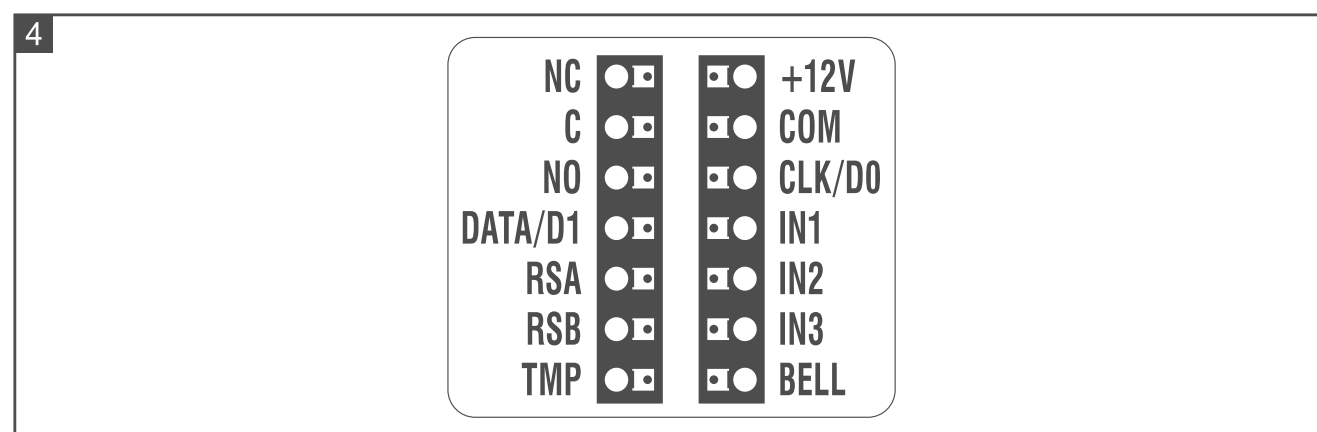 4
NC +12V
C COM
NO CLK/D0
DATA/D1 IN1
RSA IN2
RSB IN3
TMP BELL